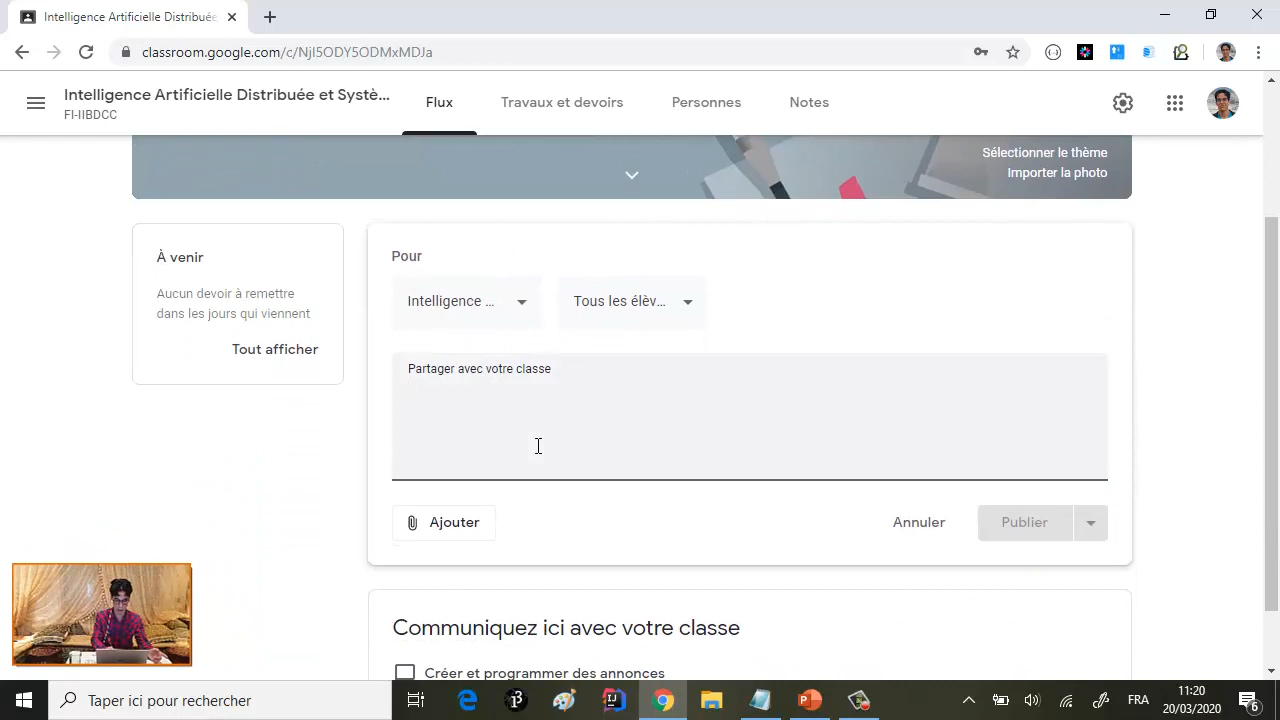 Intelligence Artificielle Distribuée
classroom.google.com/c/NjI5ODY5ODMxMDJa
Intelligence Artificielle Distribuée et Systè...
FI-IIBDCC
Flux
Travaux et devoirs
Personnes
Notes
Sélectionner le thème
Importer la photo
À venir
Aucun devoir à remettre
dans les jours qui viennent
Tout afficher
Pour
Intelligence ...
Tous les élèv...
Partager avec votre classe
Ajouter
Annuler
Publier
Communiquez ici avec votre classe
Créer et programmer des annonces
Taper ici pour rechercher
FRA
11:20
20/03/2020
6